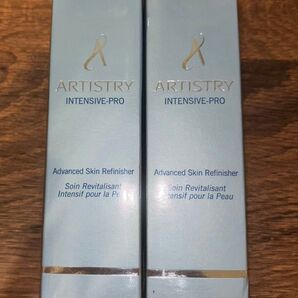 ARTISTRY
INTENSIVE-PRO
Advanced Skin Refinisher
Soin Revitalisant
Intensif pour la Peau
ARTISTRY
INTENSIVE-PRO
Advanced Skin Refinisher
Soin Revitalisant
Intensif pour la Peau